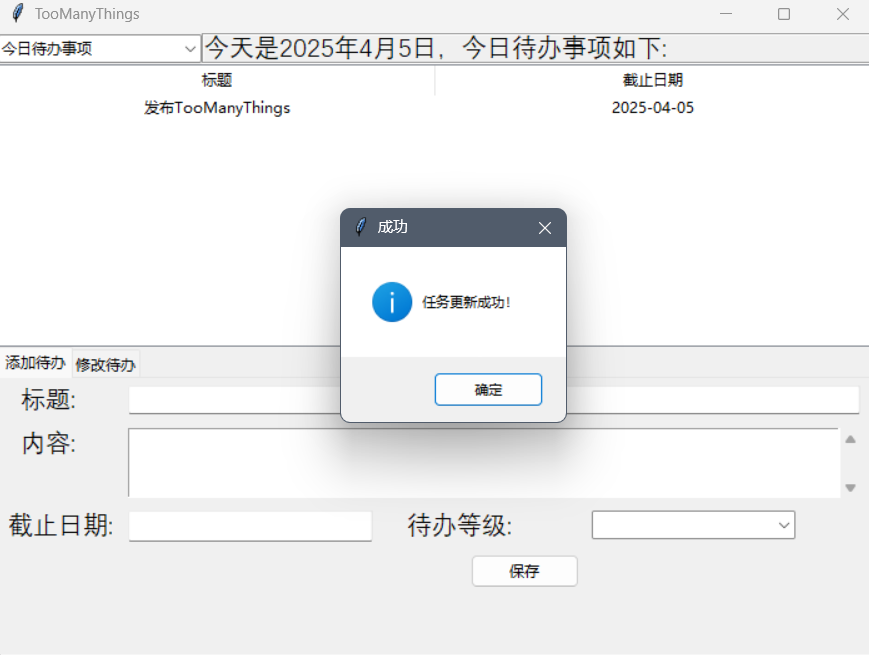 TooManyThings
今日待办事项 今天是2025年4月5日，今日待办事项如下:
标题 截止日期
发布TooManyThings 2025-04-05
成功
任务更新成功!
确定
添加待办 修改待办
标题:
内容:
截止日期: 待办等级:
保存